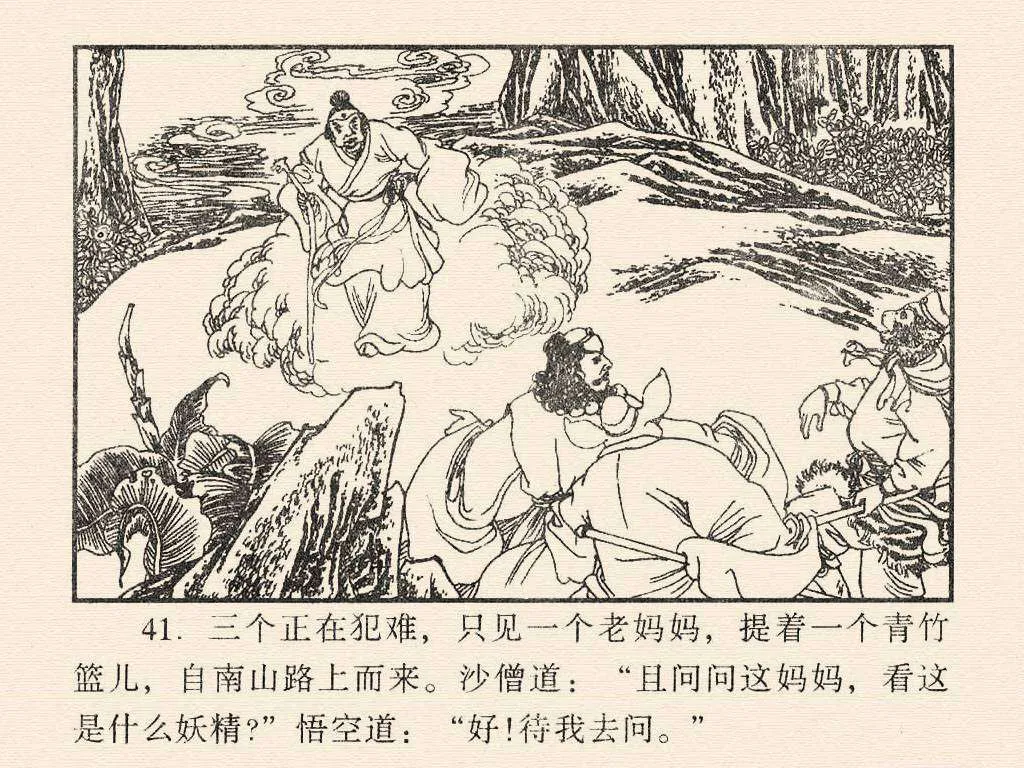 41. 三个正在犯难，只见一个老妈妈，提着一个青竹
篮儿，自南山路上而来。沙僧道：“且问问这妈妈，看这
是什么妖精？”悟空道：“好！待我去问。”